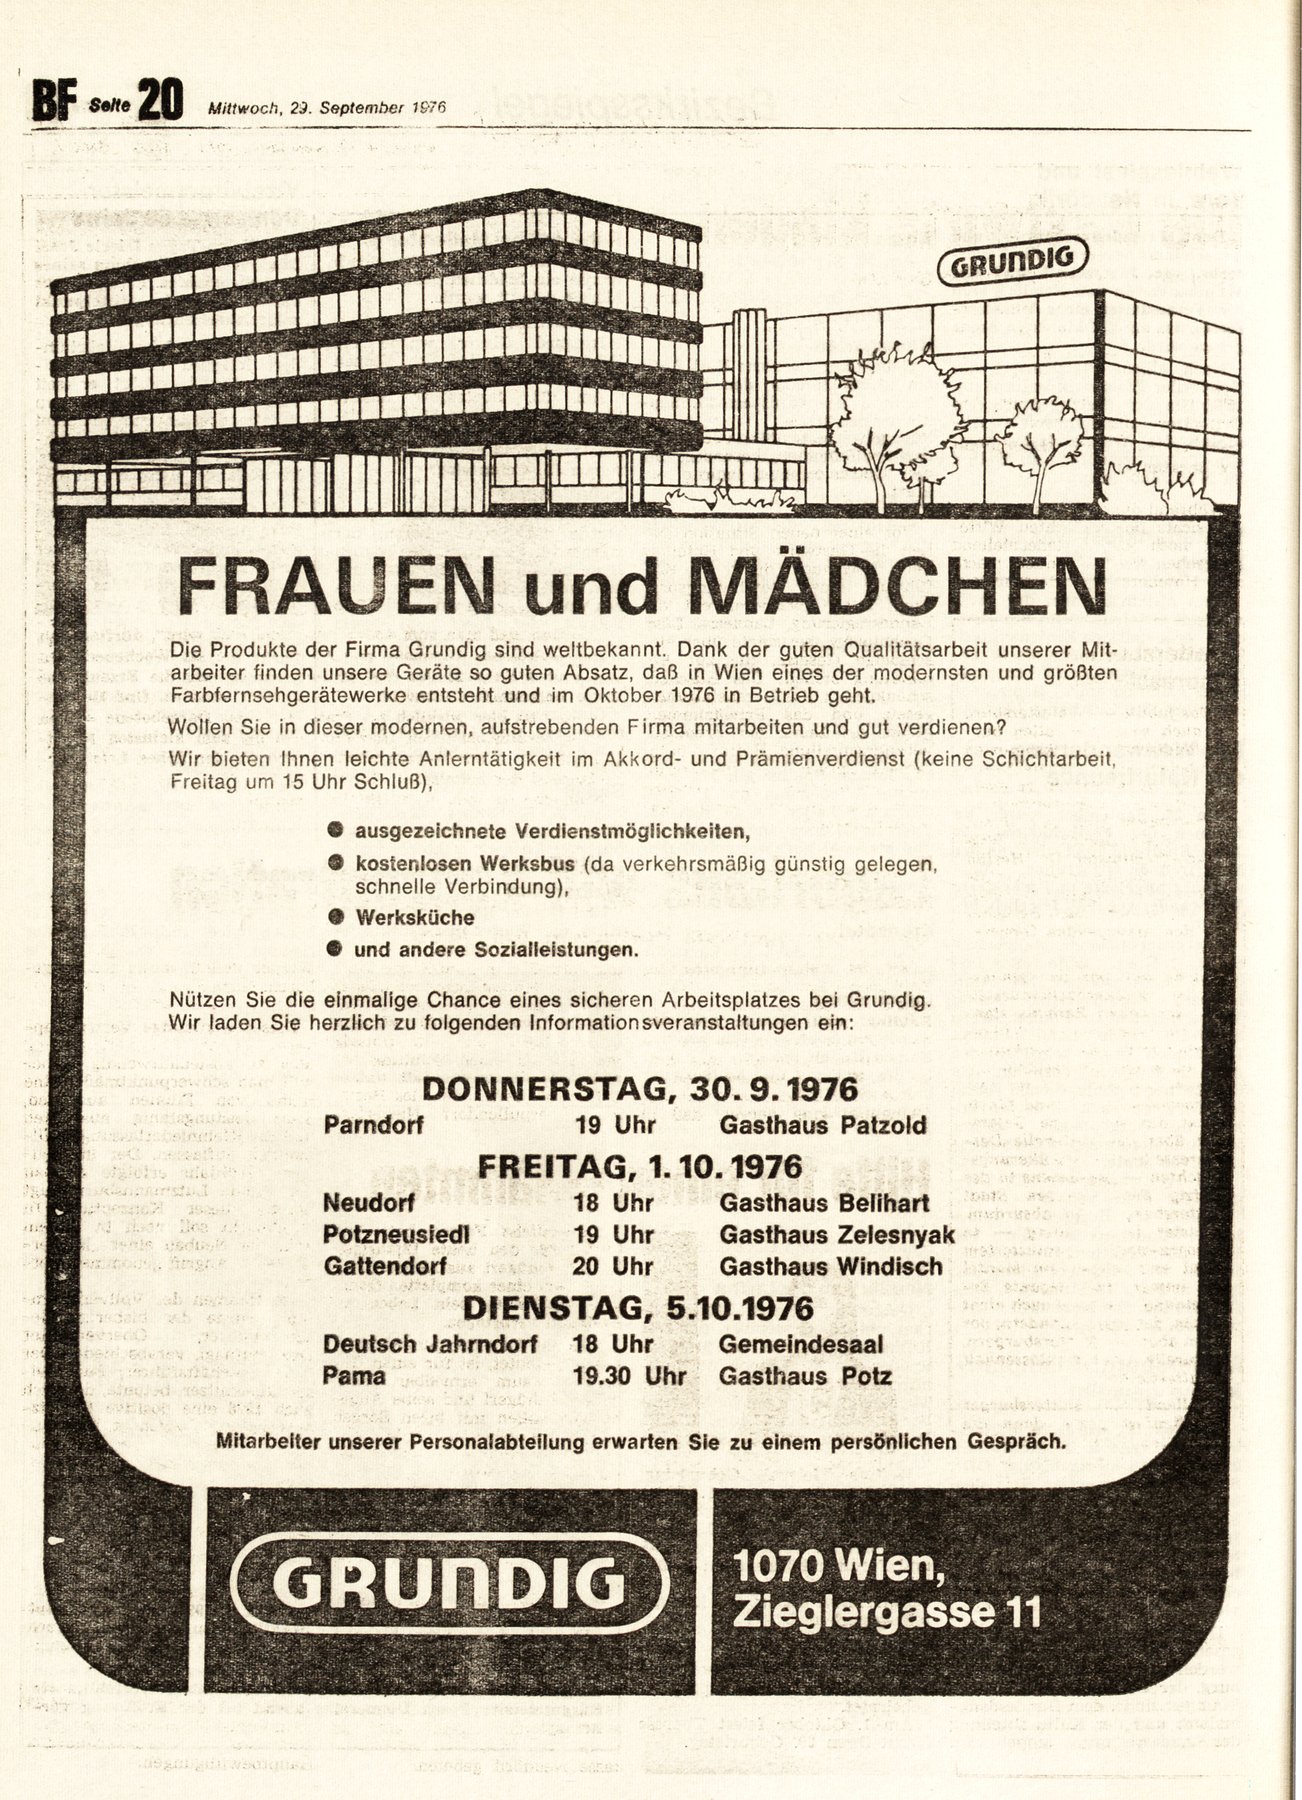 BF Seite 20 Mittwoch, 29. September 1976
GRUNDIG
FRAUEN und MÄDCHEN
Die Produkte der Firma Grundig sind weltbekannt. Dank der guten Qualitätsarbeit unserer Mit-
arbeiter finden unsere Geräte so guten Absatz, daß in Wien eines der modernsten und größten
Farbfernsehgerätewerke entsteht und im Oktober 1976 in Betrieb geht.
Wollen Sie in dieser modernen, aufstrebenden Firma mitarbeiten und gut verdienen?
Wir bieten Ihnen leichte Anlerntätigkeit im Akkord- und Prämienverdienst (keine Schichtarbeit,
Freitag um 15 Uhr Schluß),
● ausgezeichnete Verdienstmöglichkeiten,
● kostenlosen Werksbus (da verkehrsmäßig günstig gelegen,
schnelle Verbindung),
● Werksküche
● und andere Sozialleistungen.
Nützen Sie die einmalige Chance eines sicheren Arbeitsplatzes bei Grundig.
Wir laden Sie herzlich zu folgenden Informationsveranstaltungen ein:
DONNERSTAG, 30. 9. 1976
Parndorf 19 Uhr Gasthaus Patzold
FREITAG, 1. 10. 1976
Neudorf 18 Uhr Gasthaus Belihart
Potzneusiedl 19 Uhr Gasthaus Zelesnyak
Gattendorf 20 Uhr Gasthaus Windisch
DIENSTAG, 5.10.1976
Deutsch Jahrndorf 18 Uhr Gemeindesaal
Pama 19.30 Uhr Gasthaus Potz
Mitarbeiter unserer Personalabteilung erwarten Sie zu einem persönlichen Gespräch.
GRUNDIG
1070 Wien,
Zieglergasse 11